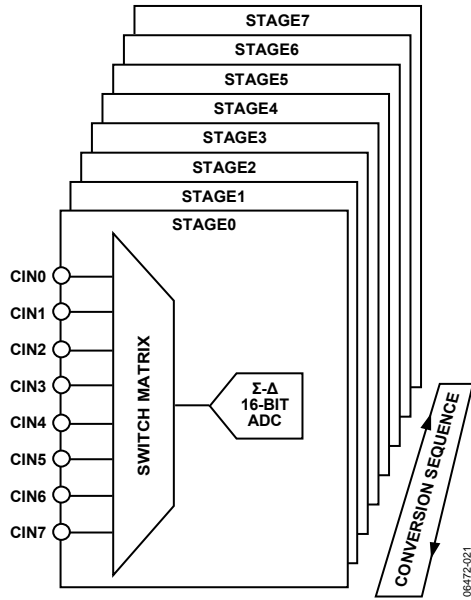 STAGE7
STAGE6
STAGE5
STAGE4
STAGE3
STAGE2
STAGE1
STAGE0
CIN0
CIN1
CIN2
CIN3
CIN4
CIN5
CIN6
CIN7
SWITCH MATRIX
Σ-Δ
16-BIT
ADC
CONVERSION SEQUENCE
06472-021